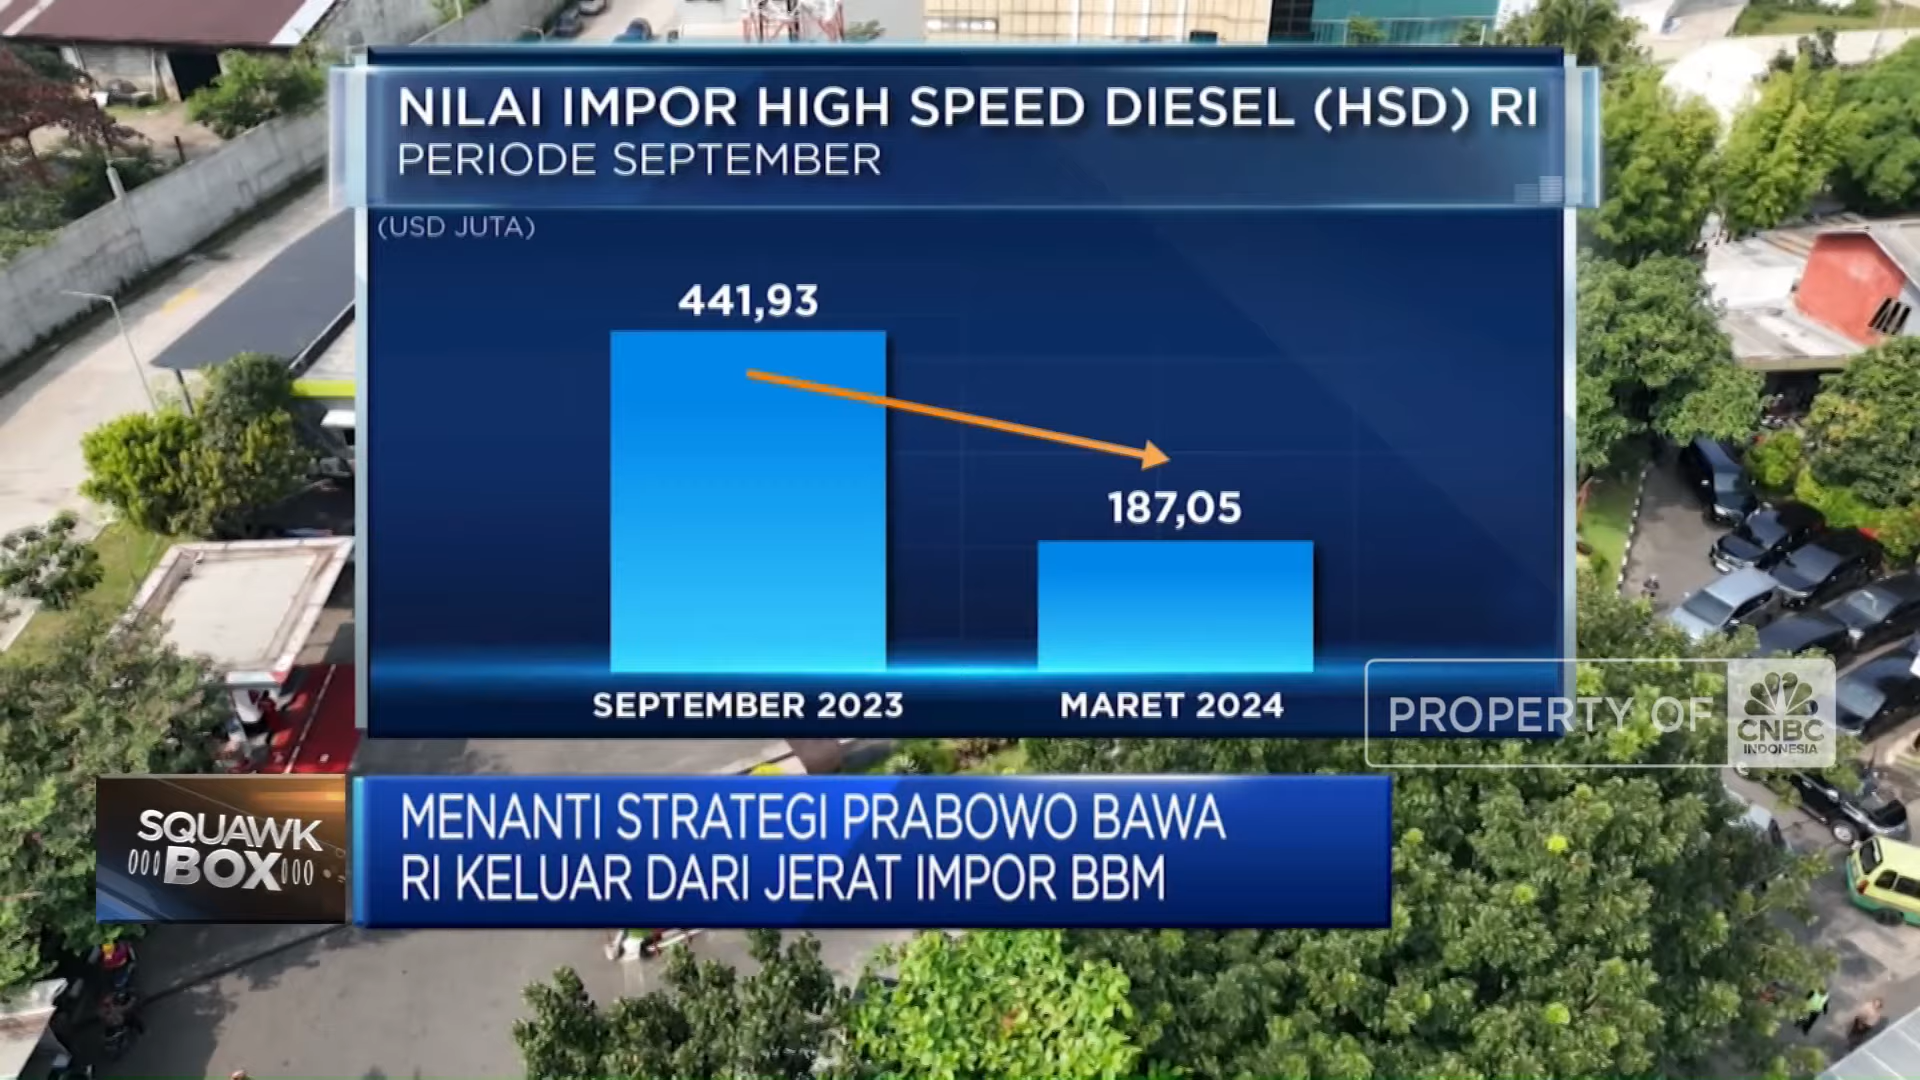 NILAI IMPOR HIGH SPEED DIESEL (HSD) RI
PERIODE SEPTEMBER
(USD JUTA)
441,93
187,05
SEPTEMBER 2023
MARET 2024
PROPERTY OF
CNBC
INDONESIA
SQUAWK
BOX
MENANTI STRATEGI PRABOWO BAWA
RI KELUAR DARI JERAT IMPOR BBM